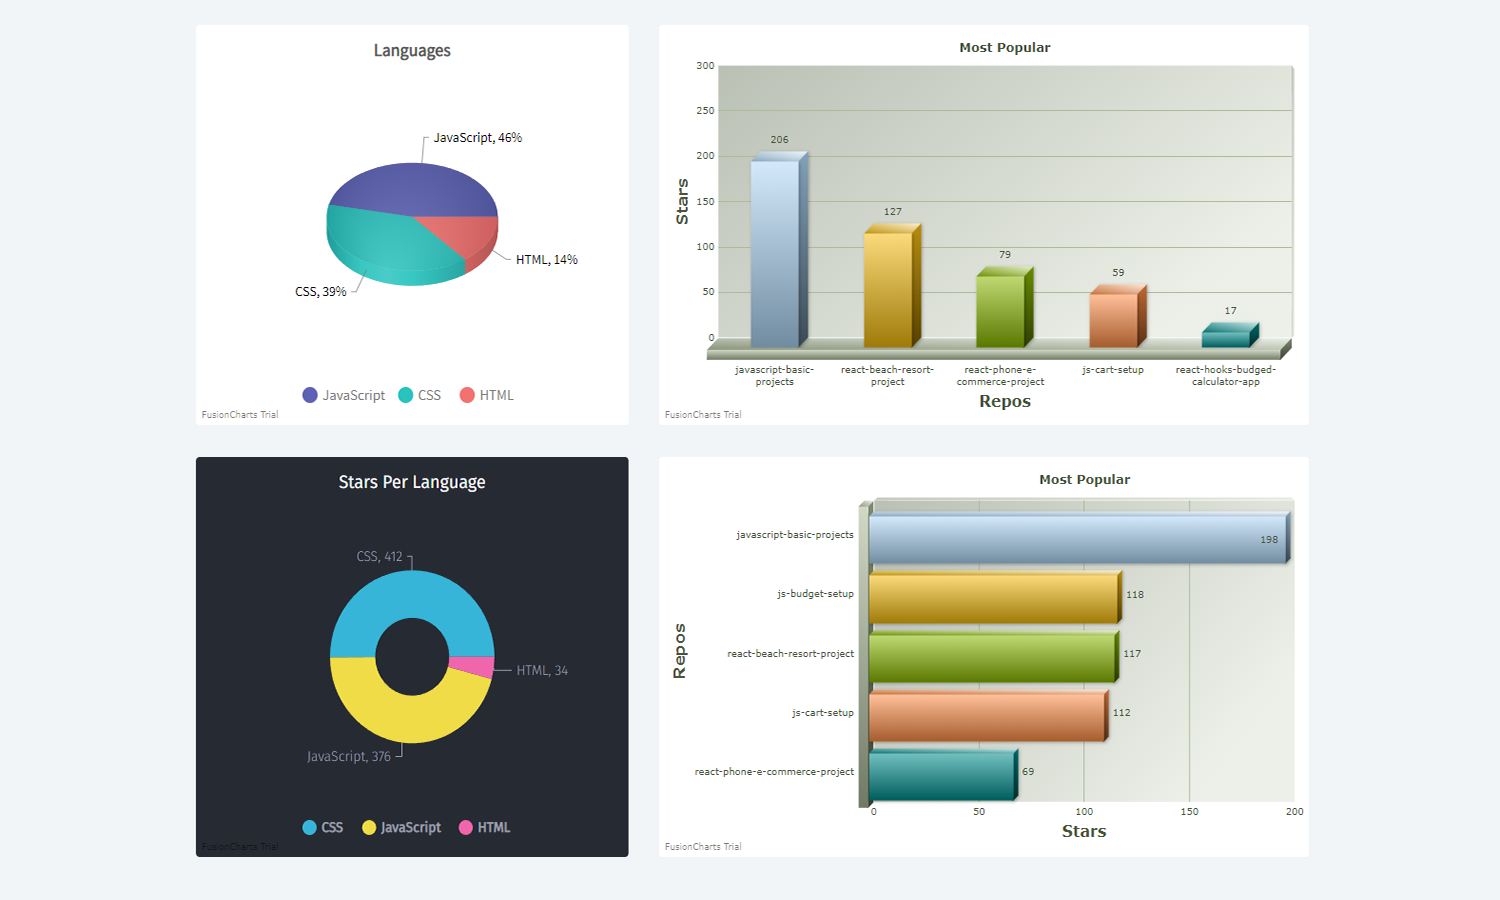 Languages
JavaScript, 46%
HTML, 14%
CSS, 39%
JavaScript
CSS
HTML
FusionCharts Trial
Most Popular
Stars
300
250
200
150
100
50
0
206
127
79
59
17
javascript-basic-
projects
react-beach-resort-
project
react-phone-e-
commerce-project
js-cart-setup
react-hooks-budged-
calculator-app
Repos
FusionCharts Trial
Stars Per Language
CSS, 412
HTML, 34
JavaScript, 376
CSS
JavaScript
HTML
FusionCharts Trial
Most Popular
Repos
javascript-basic-projects
198
js-budget-setup
118
react-beach-resort-project
117
js-cart-setup
112
react-phone-e-commerce-project
69
0
50
100
150
200
Stars
FusionCharts Trial